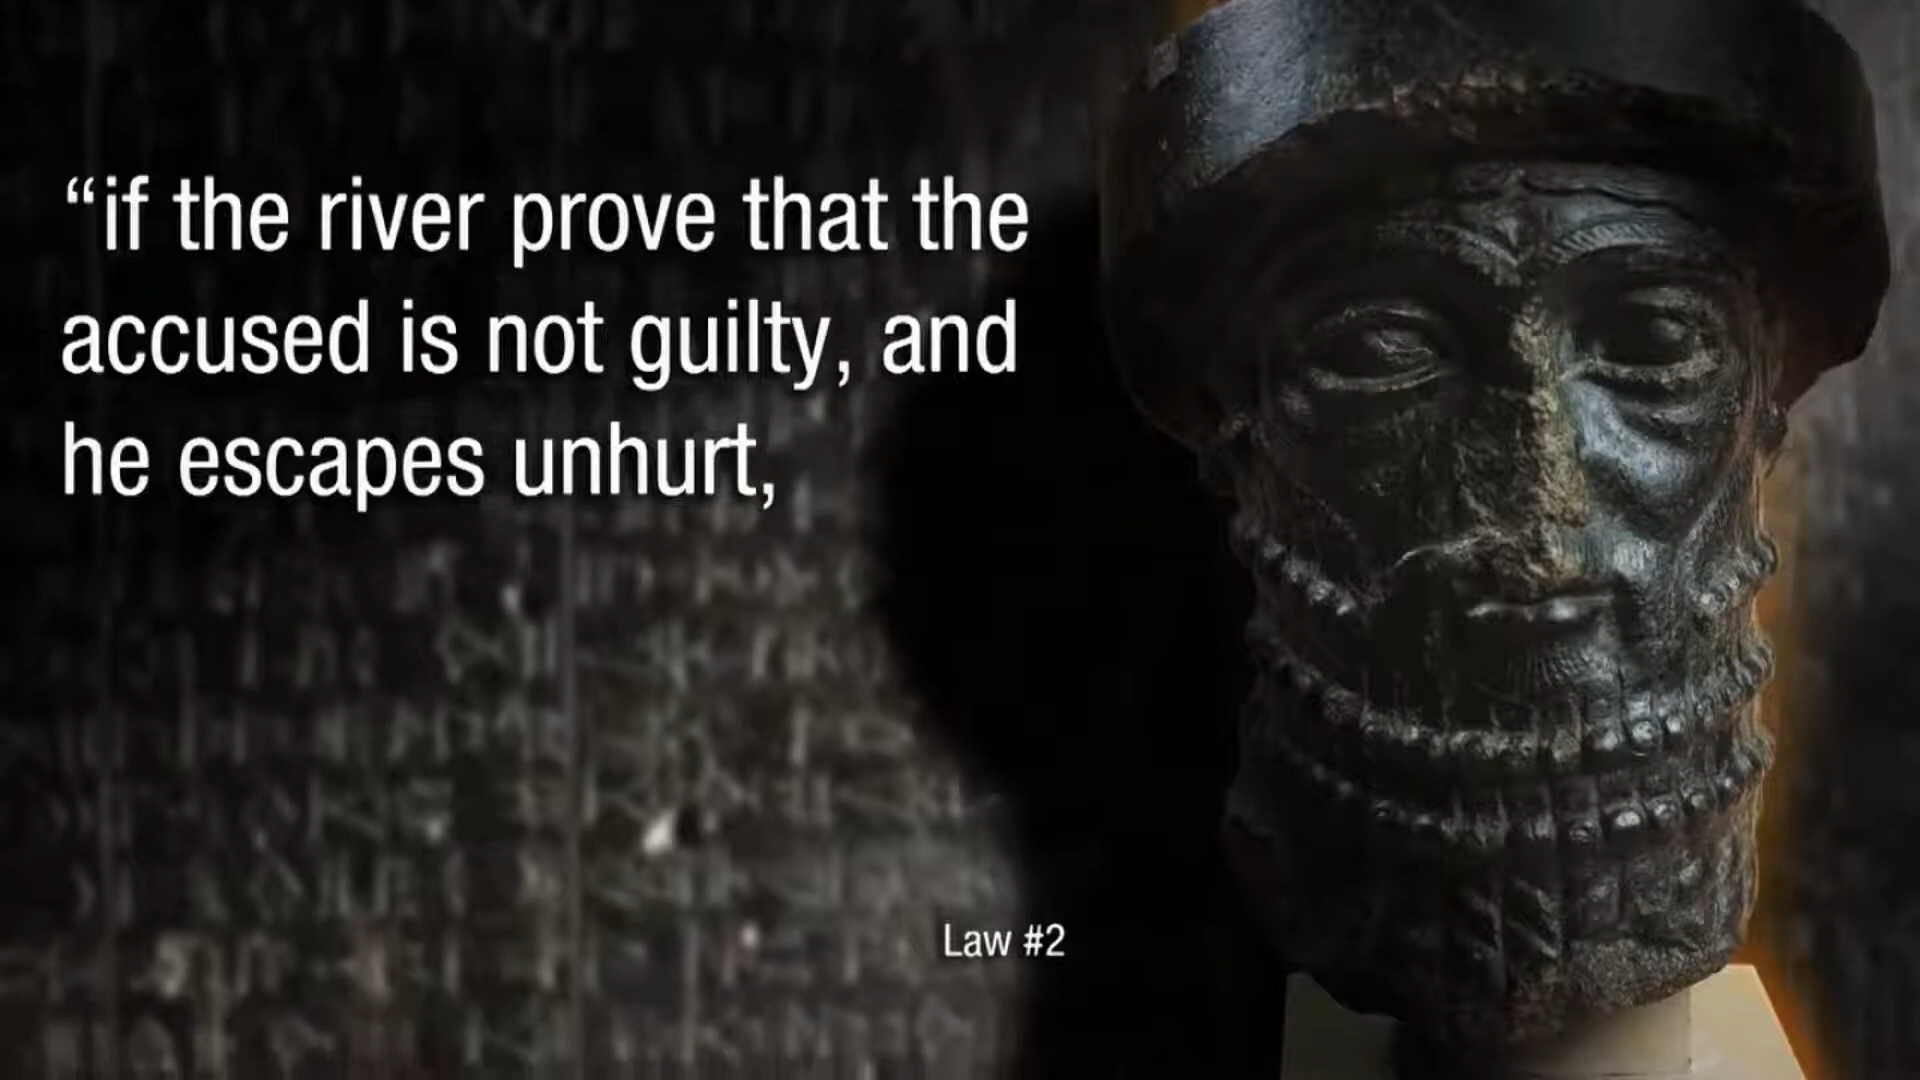 “if the river prove that the
accused is not guilty, and
he escapes unhurt,
Law #2